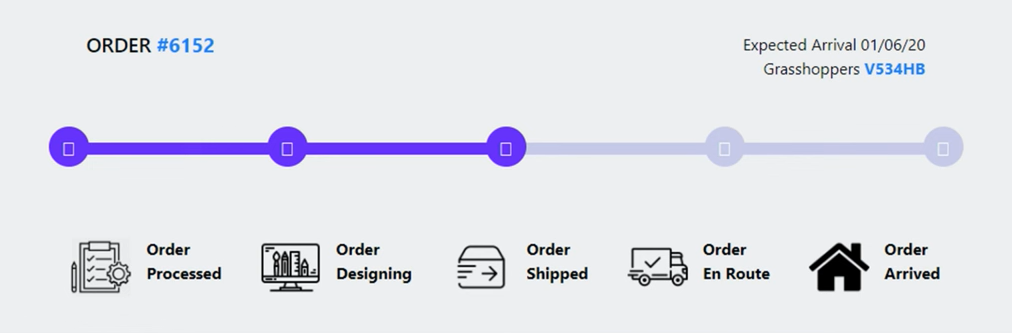 ORDER #6152
Expected Arrival 01/06/20
Grasshoppers V534HB
Order
Processed
Order
Designing
Order
Shipped
Order
En Route
Order
Arrived